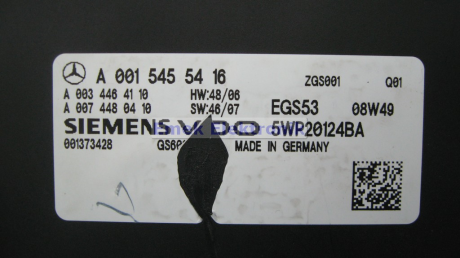 A 001 545 54 16 ZGS001 Q01
A 003 446 41 10 HW:48/06
A 007 448 04 10 SW:46/07 EGS53 08W49
SIEMENS VDO 5WP20124BA
001373428 MADE IN GERMANY